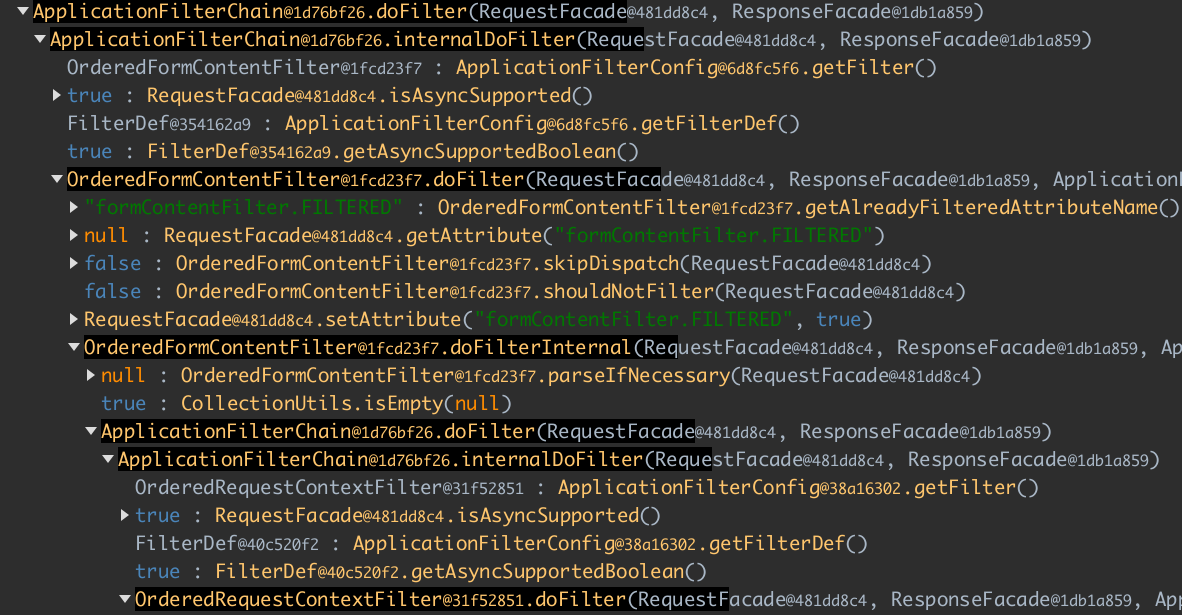 ApplicationFilterChain@1d76bf26.doFilter(RequestFacade@481dd8c4, ResponseFacade@1db1a859)
ApplicationFilterChain@1d76bf26.internalDoFilter(RequestFacade@481dd8c4, ResponseFacade@1db1a859)
OrderedFormContentFilter@1fcd23f7 : ApplicationFilterConfig@6d8fc5f6.getFilter()
true : RequestFacade@481dd8c4.isAsyncSupported()
FilterDef@354162a9 : ApplicationFilterConfig@6d8fc5f6.getFilterDef()
true : FilterDef@354162a9.getAsyncSupportedBoolean()
OrderedFormContentFilter@1fcd23f7.doFilter(RequestFacade@481dd8c4, ResponseFacade@1db1a859, Application
"formContentFilter.FILTERED" : OrderedFormContentFilter@1fcd23f7.getAlreadyFilteredAttributeName()
null : RequestFacade@481dd8c4.getAttribute("formContentFilter.FILTERED")
false : OrderedFormContentFilter@1fcd23f7.skipDispatch(RequestFacade@481dd8c4)
false : OrderedFormContentFilter@1fcd23f7.shouldNotFilter(RequestFacade@481dd8c4)
RequestFacade@481dd8c4.setAttribute("formContentFilter.FILTERED", true)
OrderedFormContentFilter@1fcd23f7.doFilterInternal(RequestFacade@481dd8c4, ResponseFacade@1db1a859, Ap
null : OrderedFormContentFilter@1fcd23f7.parseIfNecessary(RequestFacade@481dd8c4)
true : CollectionUtils.isEmpty(null)
ApplicationFilterChain@1d76bf26.doFilter(RequestFacade@481dd8c4, ResponseFacade@1db1a859)
ApplicationFilterChain@1d76bf26.internalDoFilter(RequestFacade@481dd8c4, ResponseFacade@1db1a859)
OrderedRequestContextFilter@31f52851 : ApplicationFilterConfig@38a16302.getFilter()
true : RequestFacade@481dd8c4.isAsyncSupported()
FilterDef@40c520f2 : ApplicationFilterConfig@38a16302.getFilterDef()
true : FilterDef@40c520f2.getAsyncSupportedBoolean()
OrderedRequestContextFilter@31f52851.doFilter(RequestFacade@481dd8c4, ResponseFacade@1db1a859, App